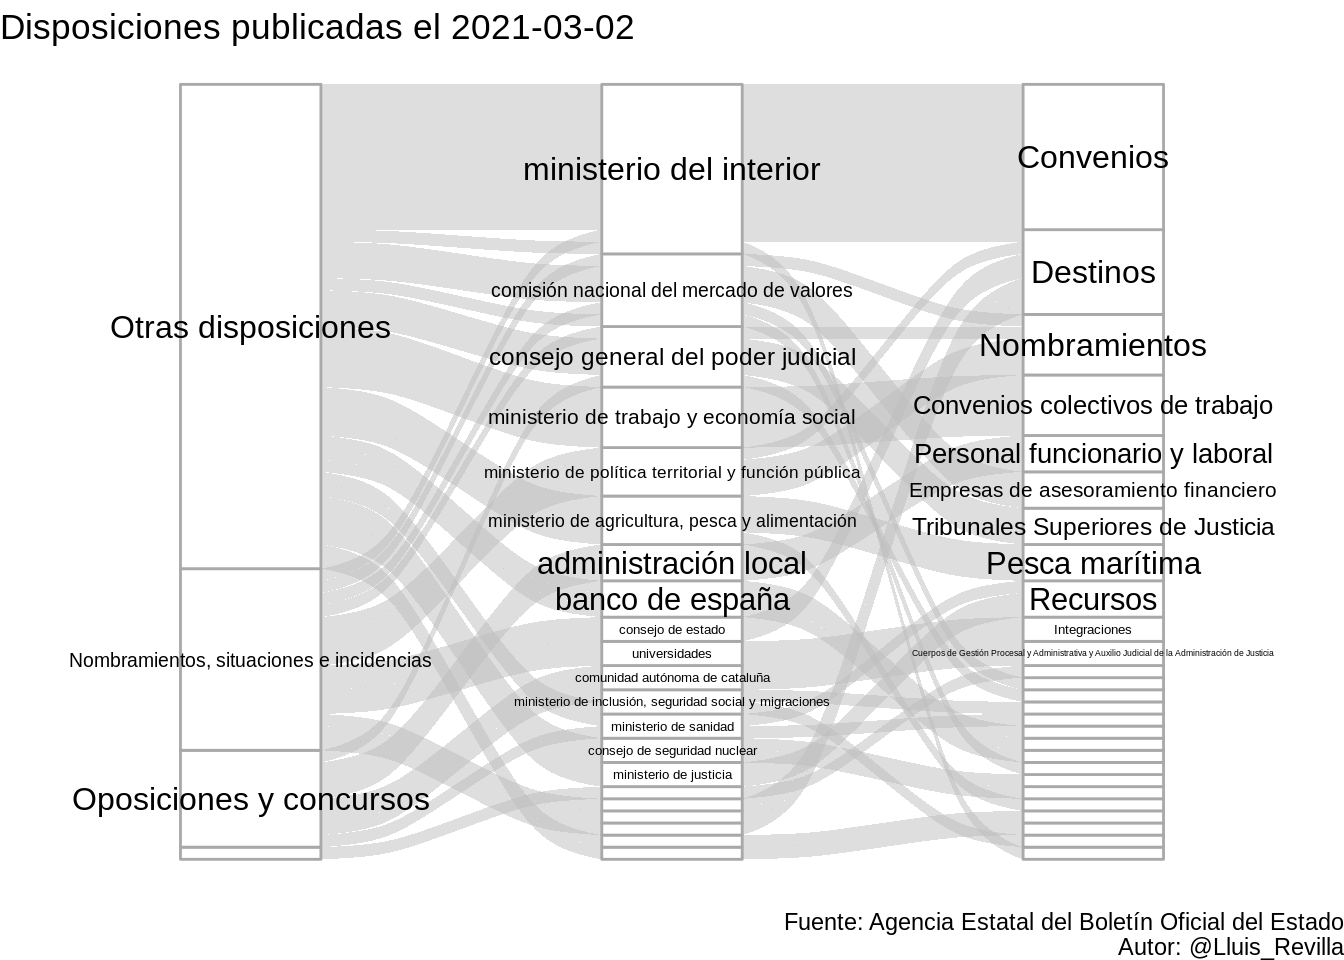 Disposiciones publicadas el 2021-03-02
Otras disposiciones
Nombramientos, situaciones e incidencias
Oposiciones y concursos
ministerio del interior
comisión nacional del mercado de valores
consejo general del poder judicial
ministerio de trabajo y economía social
ministerio de política territorial y función pública
ministerio de agricultura, pesca y alimentación
administración local
banco de españa
consejo de estado
universidades
comunidad autónoma de cataluña
ministerio de inclusión, seguridad social y migraciones
ministerio de sanidad
consejo de seguridad nuclear
ministerio de justicia
Convenios
Destinos
Nombramientos
Convenios colectivos de trabajo
Personal funcionario y laboral
Empresas de asesoramiento financiero
Tribunales Superiores de Justicia
Pesca marítima
Recursos
Integraciones
Cuerpos de Gestión Procesal y Administrativa y Auxilio Judicial de la Administración de Justicia
Fuente: Agencia Estatal del Boletín Oficial del Estado
Autor: @Lluis_Revilla